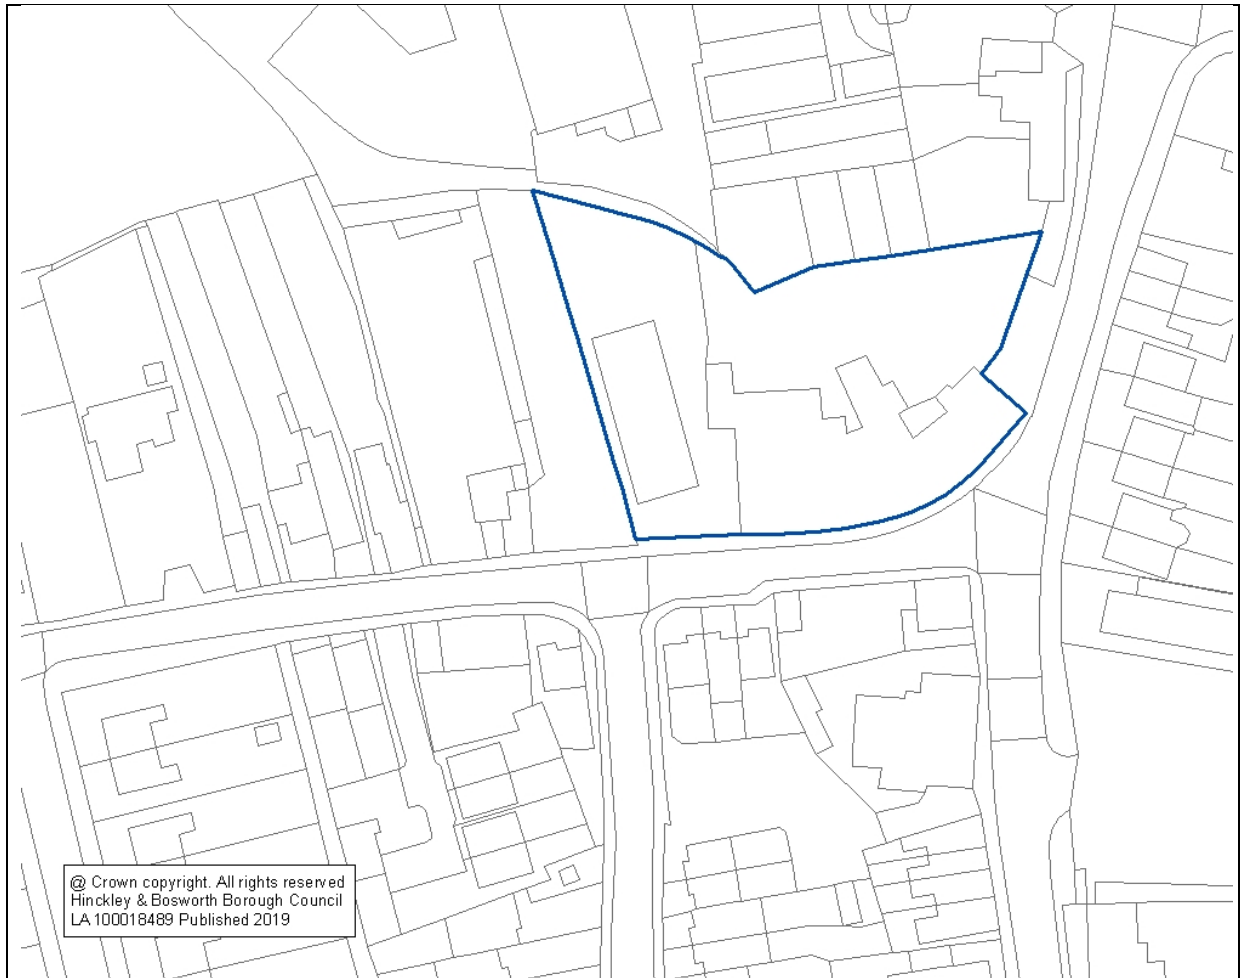 @ Crown copyright. All rights reserved
Hinckley & Bosworth Borough Council
LA 100018489 Published 2019